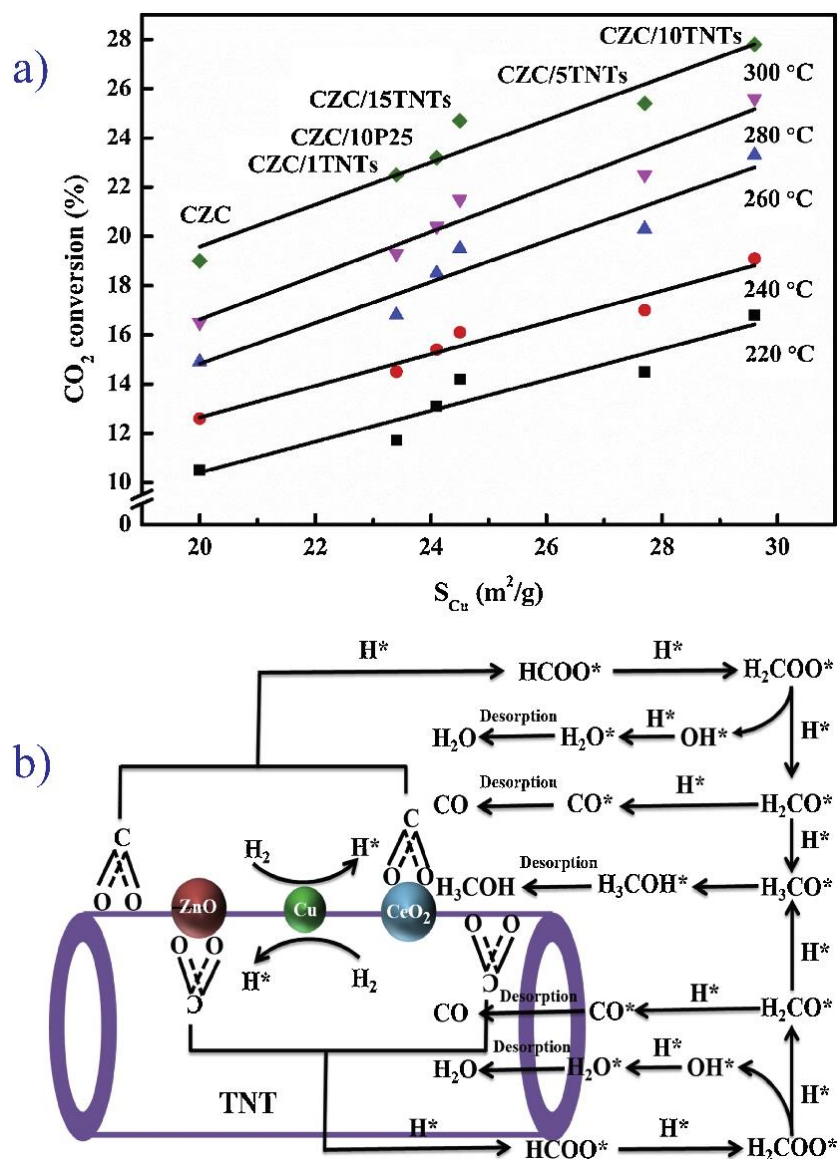 a)
28
26
24
22
20
18
16
14
12
10
0
CO2 conversion (%)
CZC/10TNTs
CZC/5TNTs
CZC/15TNTs
CZC/10P25
CZC/1TNTs
CZC
300 °C
280 °C
260 °C
240 °C
220 °C
20 22 24 26 28 30
SCu (m²/g)
b)
H* H*
HCOO* H2COO*
Desorption H*
H2O H2O* OH* H*
H*
CO CO* H2CO*
C C H*
H2 H*
Desorption
O O O O H3COH H3COH* H3CO*
ZnO Cu CeO2
O O O O
H* H2 H*
C C
Desorption H*
CO CO* H2CO*
Desorption H*
H2O H2O* OH*
TNT H*
H* H*
HCOO* H2COO*